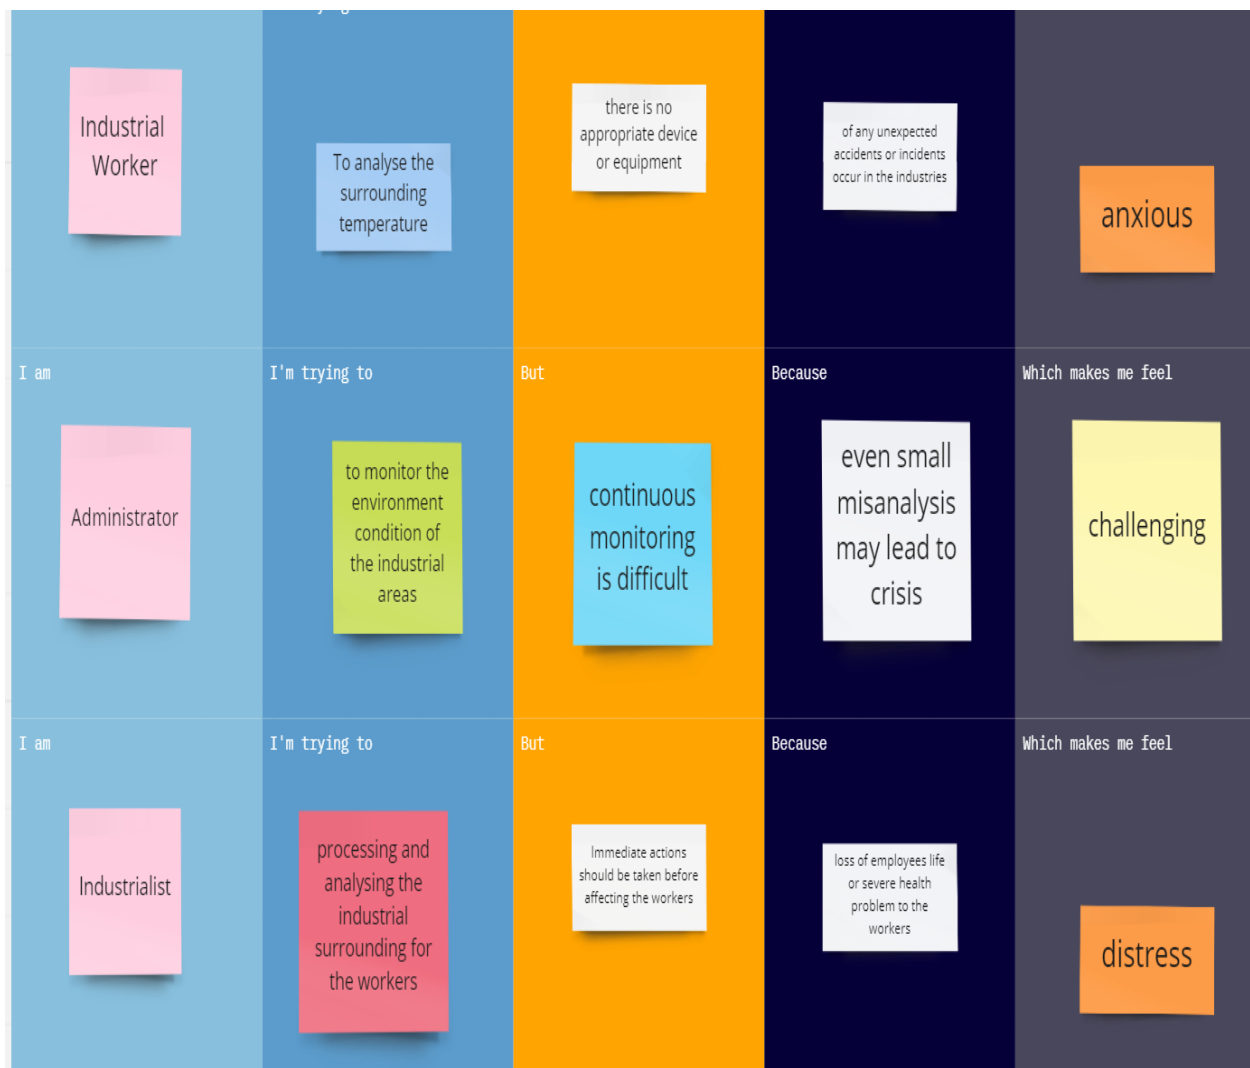 Industrial
Worker
To analyse the
surrounding
temperature
there is no
appropriate device
or equipment
of any unexpected
accidents or incidents
occur in the industries
anxious
I am
I'm trying to
But
Because
Which makes me feel
Administrator
to monitor the
environment
condition of
the industrial
areas
continuous
monitoring
is difficult
even small
misanalysis
may lead to
crisis
challenging
I am
I'm trying to
But
Because
Which makes me feel
Industrialist
processing and
analysing the
industrial
surrounding for
the workers
Immediate actions
should be taken before
affecting the workers
loss of employees life
or severe health
problem to the
workers
distress